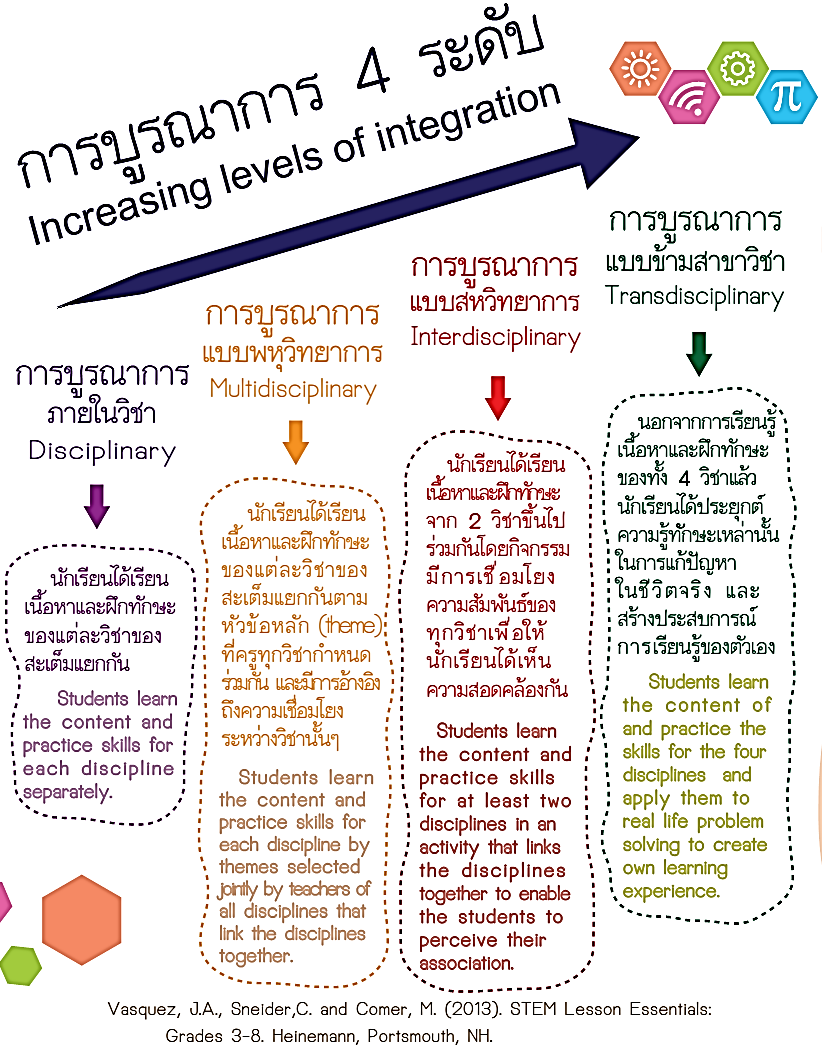 การบูรณาการ 4 ระดับ
Increasing levels of integration
π
การบูรณาการ
ภายในวิชา
Disciplinary
นักเรียนได้เรียน
เนื้อหาและฝึกทักษะ
ของแต่ละวิชาของ
สะเต็มแยกกัน
Students learn
the content and
practice skills for
each discipline
separately.
การบูรณาการ
แบบพหุวิทยาการ
Multidisciplinary
นักเรียนได้เรียน
เนื้อหาและฝึกทักษะ
ของแต่ละวิชาของ
สะเต็มแยกกันตาม
หัวข้อหลัก (theme)
ที่ครูทุกวิชากำหนด
ร่วมกัน และมีการอ้างอิง
ถึงความเชื่อมโยง
ระหว่างวิชานั้นๆ
Students learn
the content and
practice skills for
each discipline by
themes selected
jointly by teachers of
all disciplines that
link the disciplines
together.
การบูรณาการ
แบบสหวิทยาการ
Interdisciplinary
นักเรียนได้เรียน
เนื้อหาและฝึกทักษะ
จาก 2 วิชาขึ้นไป
ร่วมกันโดยกิจกรรม
มีการเชื่อมโยง
ความสัมพันธ์ของ
ทุกวิชาเพื่อให้
นักเรียนได้เห็น
ความสอดคล้องกัน
Students learn
the content and
practice skills
for at least two
disciplines in an
activity that links
the disciplines
together to enable
the students to
perceive their
association.
การบูรณาการ
แบบข้ามสาขาวิชา
Transdisciplinary
นอกจากการเรียนรู้
เนื้อหาและฝึกทักษะ
ของทั้ง 4 วิชาแล้ว
นักเรียนได้ประยุกต์
ความรู้ทักษะเหล่านั้น
ในการแก้ปัญหา
ในชีวิตจริง และ
สร้างประสบการณ์
การเรียนรู้ของตัวเอง
Students learn
the content of
and practice the
skills for the four
disciplines and
apply them to
real life problem
solving to create
own learning
experience.
Vasquez, J.A., Sneider,C. and Comer, M. (2013). STEM Lesson Essentials:
Grades 3-8. Heinemann, Portsmouth, NH.